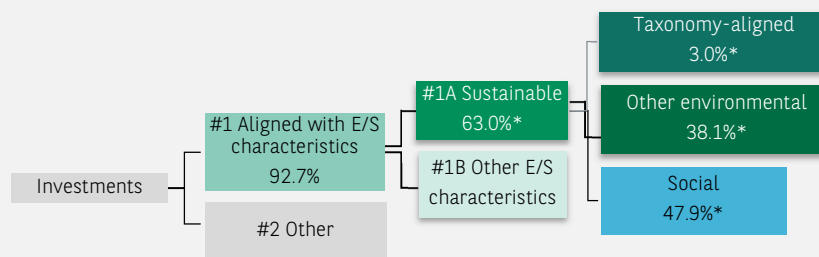 Investments
#1 Aligned with E/S
characteristics
92.7%
#2 Other
#1A Sustainable
63.0%*
#1B Other E/S
characteristics
Taxonomy-aligned
3.0%*
Other environmental
38.1%*
Social
47.9%*